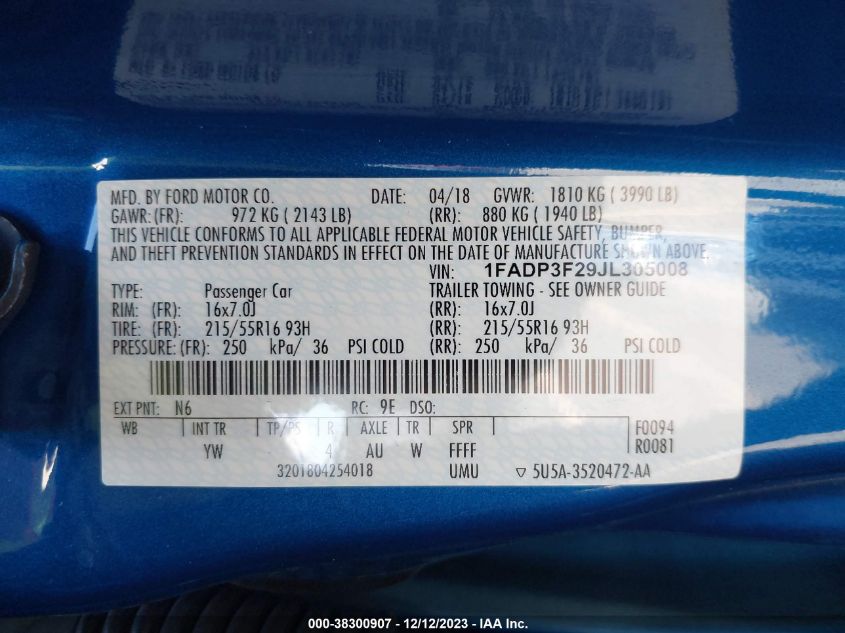 MFD. BY FORD MOTOR CO. DATE: 04/18 GVWR: 1810 KG ( 3990 LB)
GAWR:(FR): 972 KG ( 2143 LB) (RR): 880 KG ( 1940 LB)
THIS VEHICLE CONFORMS TO ALL APPLICABLE FEDERAL MOTOR VEHICLE SAFETY, BUMPER,
AND THEFT PREVENTION STANDARDS IN EFFECT ON THE DATE OF MANUFACTURE SHOWN ABOVE.
VIN: 1FADP3F29JL305008
TYPE: Passenger Car TRAILER TOWING - SEE OWNER GUIDE
RIM: (FR): 16x7.0J (RR): 16x7.0J
TIRE: (FR): 215/55R16 93H (RR): 215/55R16 93H
PRESSURE: (FR): 250 kPa/ 36 PSI COLD (RR): 250 kPa/ 36 PSI COLD
EXT PNT: N6 RC: 9E DSO:
WB INT TR TP/PS R AXLE TR SPR F0094
YW 4 AU W FFFF R0081
3201804254018 UMU ▽ 5U5A-3520472-AA
000-38300907 - 12/12/2023 - IAA Inc.